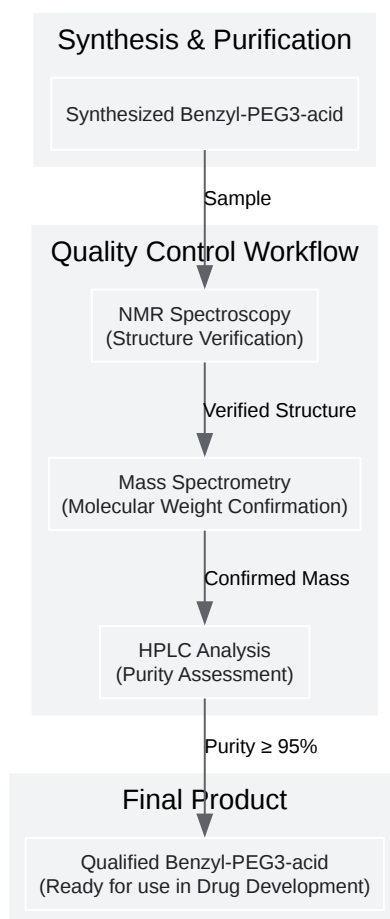 Synthesis & Purification
Synthesized Benzyl-PEG3-acid
Sample
Quality Control Workflow
NMR Spectroscopy
(Structure Verification)
Verified Structure
Mass Spectrometry
(Molecular Weight Confirmation)
Confirmed Mass
HPLC Analysis
(Purity Assessment)
Purity ≥ 95%
Final Product
Qualified Benzyl-PEG3-acid
(Ready for use in Drug Development)